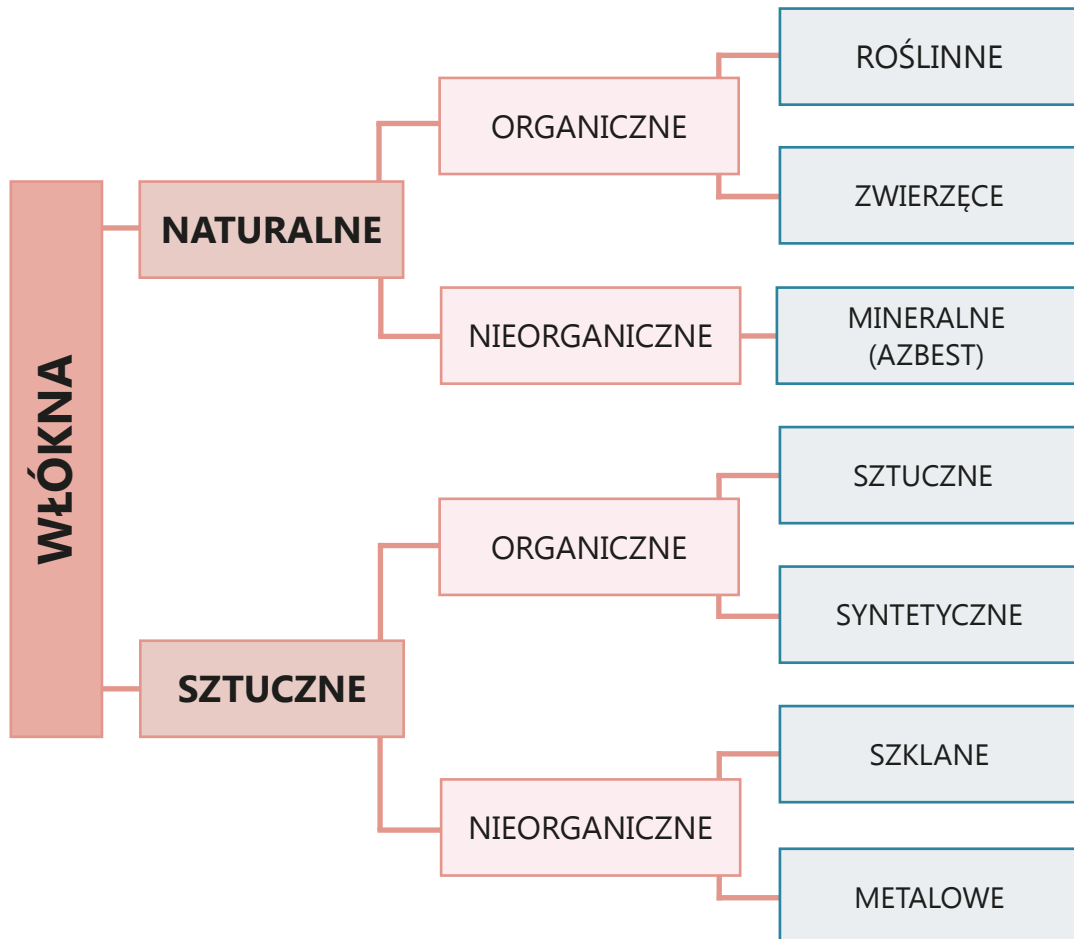 WŁÓKNA
NATURALNE
ORGANICZNE
ROŚLINNE
ZWIERZĘCE
NIEORGANICZNE
MINERALNE
(AZBEST)
SZTUCZNE
ORGANICZNE
SZTUCZNE
SYNTETYCZNE
NIEORGANICZNE
SZKLANE
METALOWE